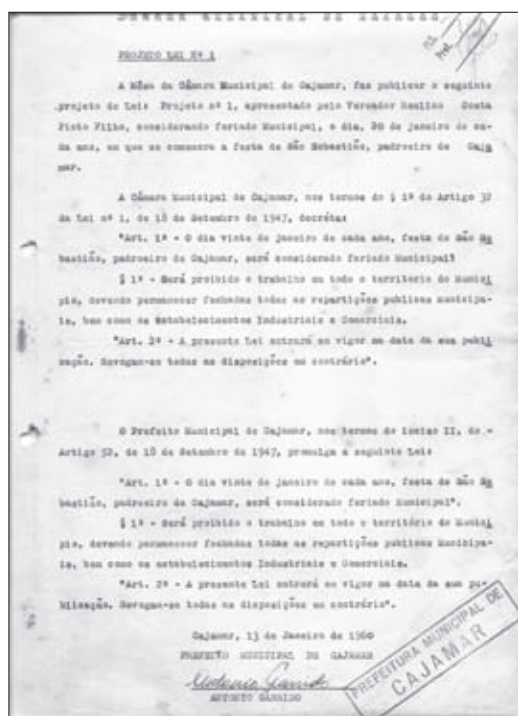 PROJETO LEI Nº 1
A Mêsa da Câmara Municipal de Cajamar, faz publicar o seguinte
projeto de Lei: Projeto nº 1, apresentado pelo Vereador Costa
Pinto Filho, considerando feriado Municipal, o dia, 20 de janeiro de ca-
da ano, em que se comemora a festa de São Sebastião, padroeiro de Caja
mar.
A Câmara Municipal de Cajamar, nos termos do § 1º do Artigo 32
da Lei nº 1, de 18 de Setembro de 1947, decréta:
"Art. 1º - O dia vinte de janeiro de cada ano, festa de São Se
bastião, padroeiro de Cajamar, será considerado feriado Municipal"
§ 1º - Será proibido o trabalho em todo o territorio do Munici
pio, devendo permanecer fechadas todas as repartições publicas Municipa-
is, bem como os estabelecimentos Industriais e Comerciais.
"Art. 2º - A presente Lei entrará em vigor na data da sua publi
cação. Revogam-se todas as disposições em contrário".
O Prefeito Municipal de Cajamar, nos termos do Inciso II, do -
Artigo 52, de 18 de Setembro de 1947, promulga a seguinte Lei:
"Art. 1º - O dia vinte de janeiro de cada ano, festa de São Se
bastião, padroeiro de Cajamar, será considerado feriado Municipal".
§ 1º - Será proibido o trabalho em todo o território do Munici
pio, devendo permanecer fechadas todas as repartições publicas Municipa-
is, bem como os estabelecimentos Industriais e Comerciais.
"Art. 2º - A presente Lei entrará em vigor na data da sua pu-
blicação. Revogam-se todas as disposições em contrário".
Cajamar, 13 de Janeiro de 1960
PREFEITO MUNICIPAL DE CAJAMAR
Antonio Garrido
ANTONIO GARRIDO
PREFEITURA MUNICIPAL DE
CAJAMAR